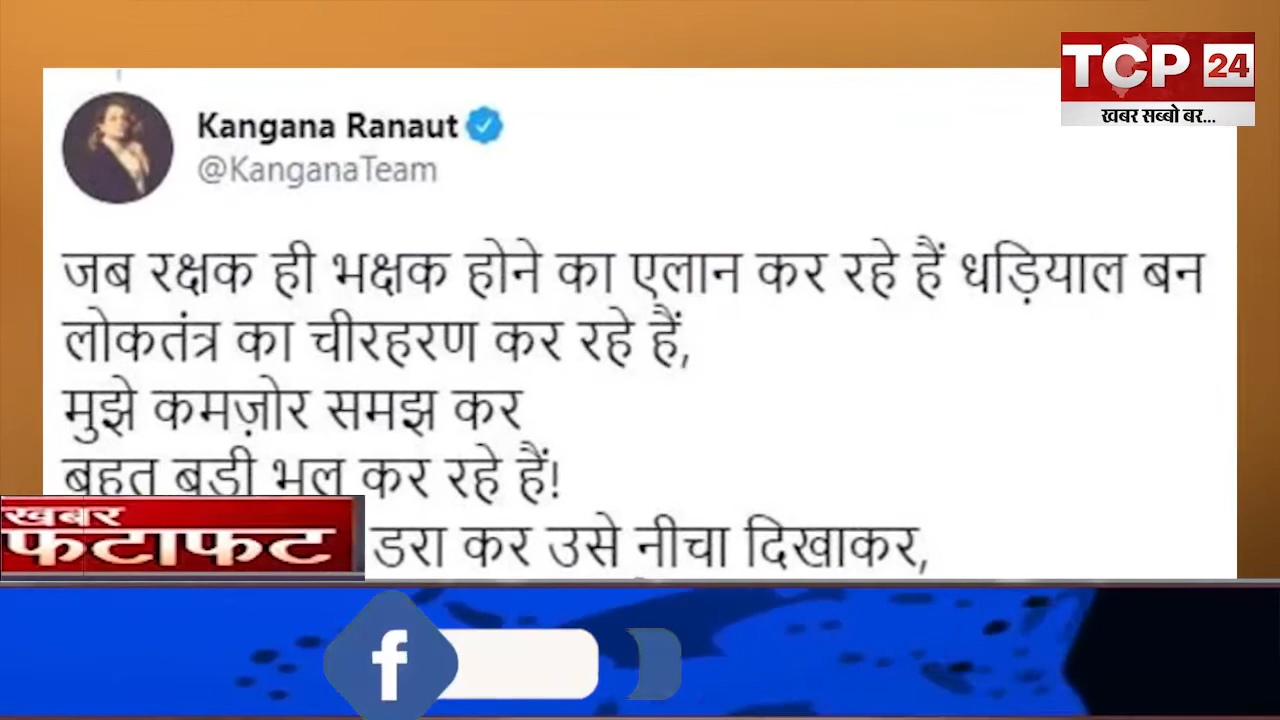 TCP 24
खबर सब्बो बर...
Kangana Ranaut
@KanganaTeam
जब रक्षक ही भक्षक होने का एलान कर रहे हैं धड़ियाल बन
लोकतंत्र का चीरहरण कर रहे हैं,
मुझे कमज़ोर समझ कर
बहुत बड़ी भूल कर रहे हैं!
डरा कर उसे नीचा दिखाकर,
खबर
फटाफट
f